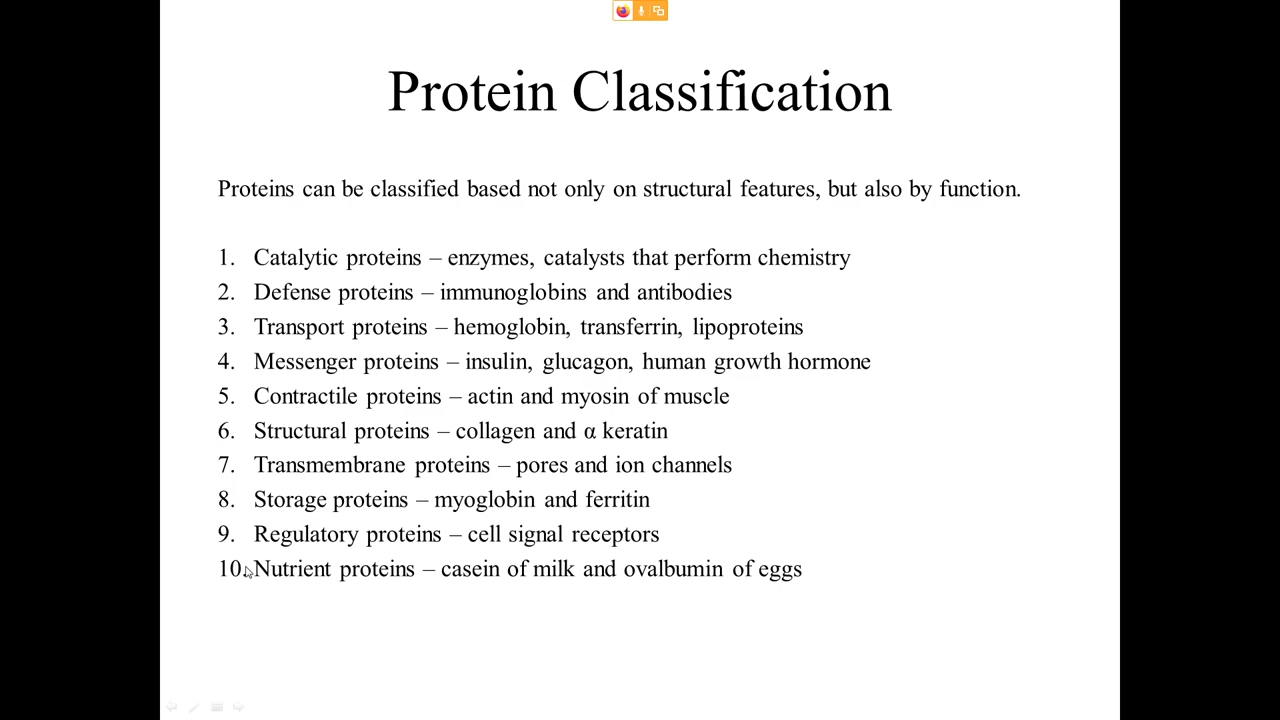 Protein Classification
Proteins can be classified based not only on structural features, but also by function.
1. Catalytic proteins – enzymes, catalysts that perform chemistry
2. Defense proteins – immunoglobins and antibodies
3. Transport proteins – hemoglobin, transferrin, lipoproteins
4. Messenger proteins – insulin, glucagon, human growth hormone
5. Contractile proteins – actin and myosin of muscle
6. Structural proteins – collagen and α keratin
7. Transmembrane proteins – pores and ion channels
8. Storage proteins – myoglobin and ferritin
9. Regulatory proteins – cell signal receptors
10. Nutrient proteins – casein of milk and ovalbumin of eggs